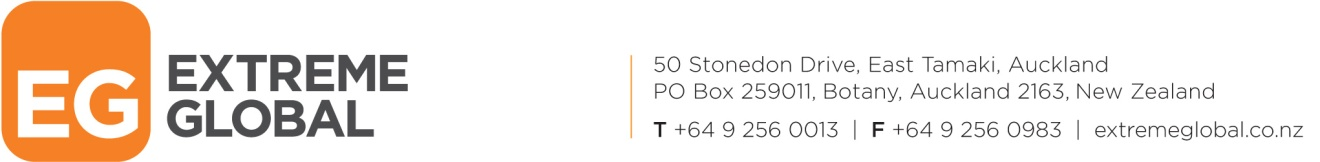 EG
EXTREME
GLOBAL
50 Stonedon Drive, East Tamaki, Auckland
PO Box 259011, Botany, Auckland 2163, New Zealand
T +64 9 256 0013 | F +64 9 256 0983 | extremeglobal.co.nz